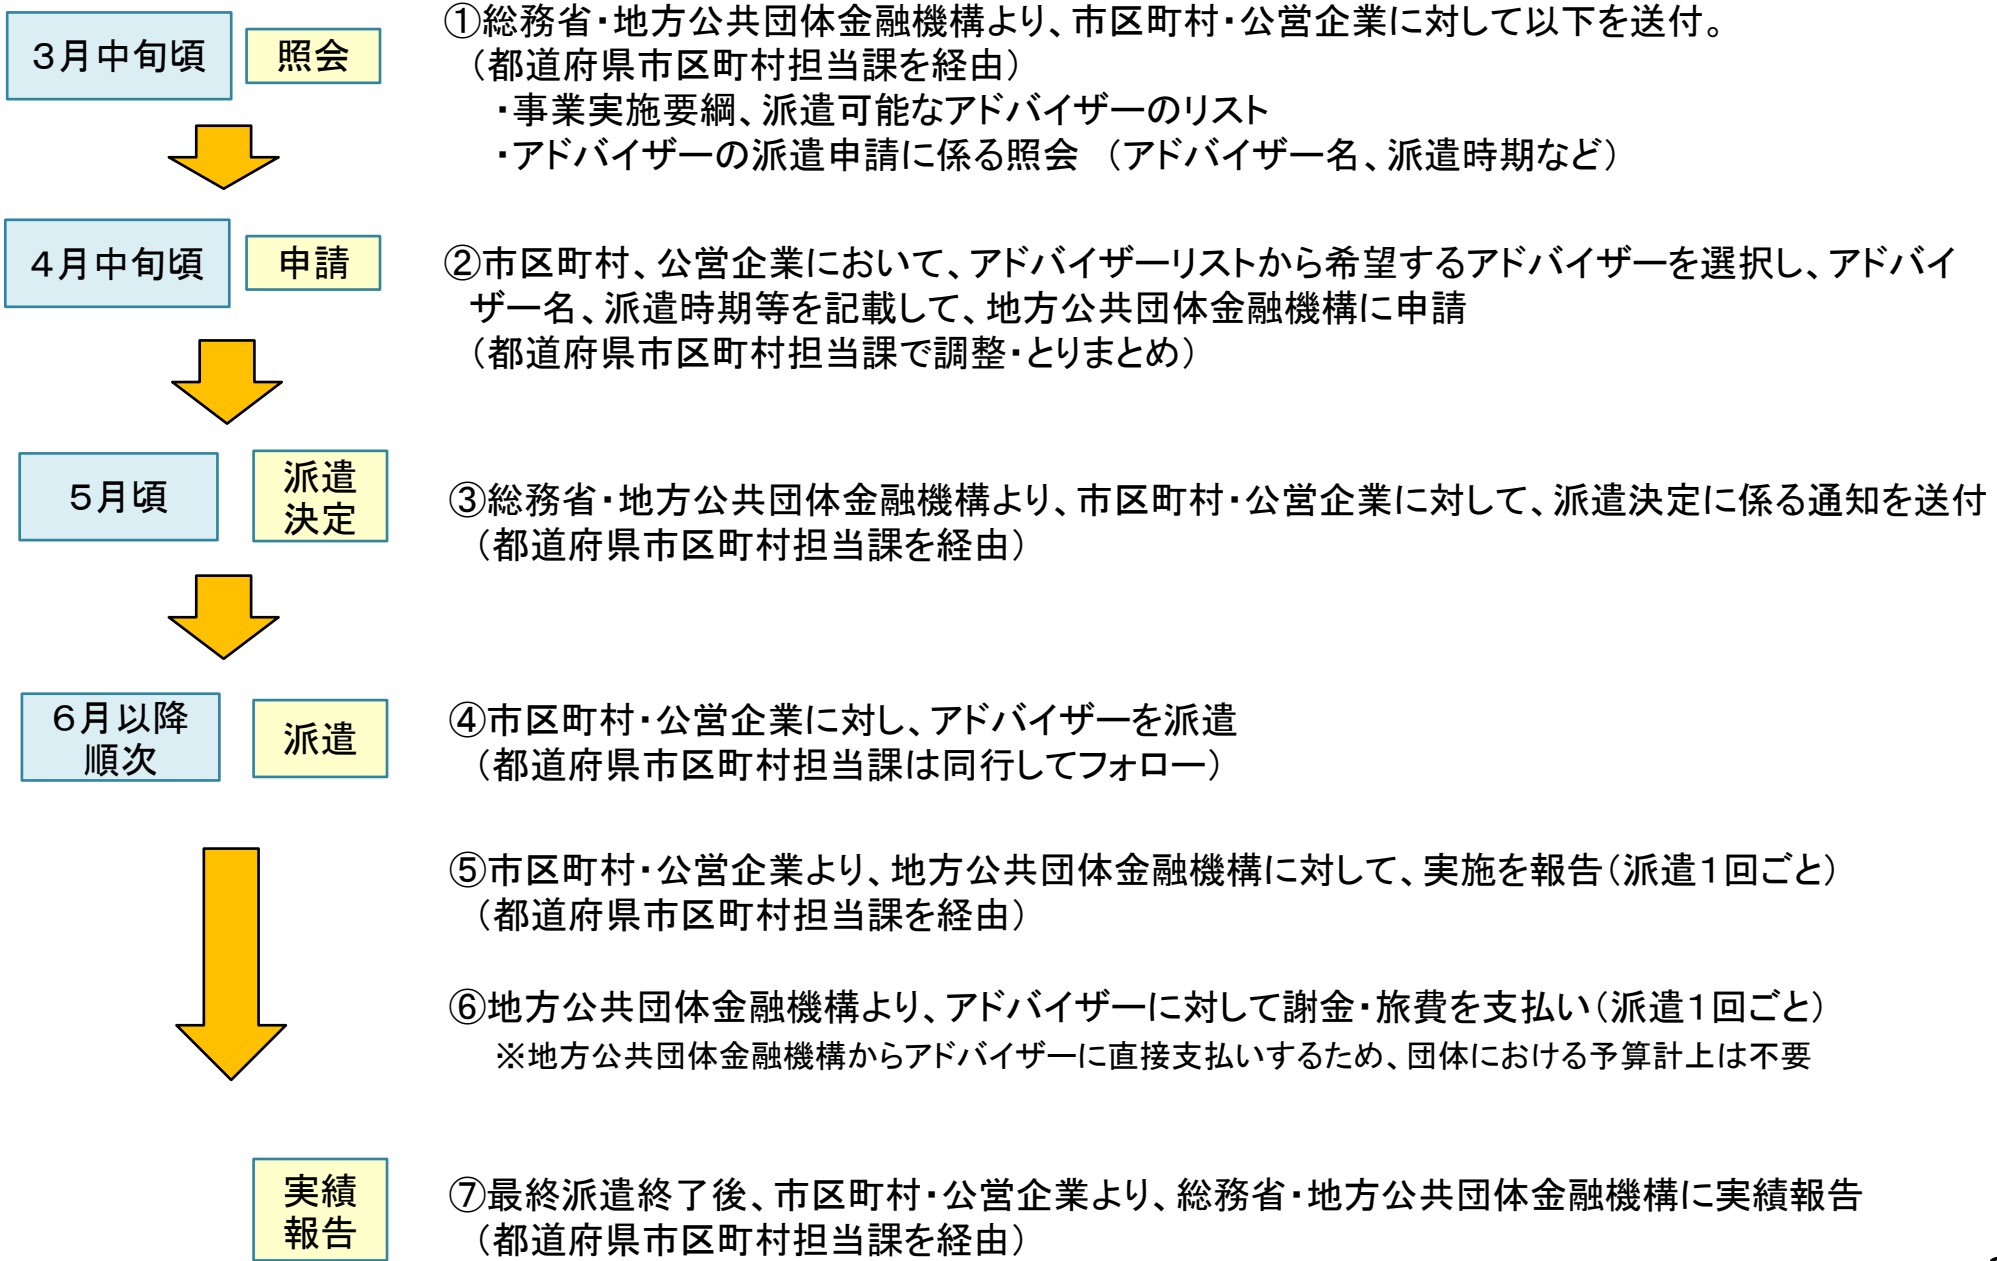 ３月中旬頃
照会
①総務省・地方公共団体金融機構より、市区町村・公営企業に対して以下を送付。
（都道府県市区町村担当課を経由）
・事業実施要綱、派遣可能なアドバイザーのリスト
・アドバイザーの派遣申請に係る照会　（アドバイザー名、派遣時期など）
４月中旬頃
申請
②市区町村、公営企業において、アドバイザーリストから希望するアドバイザーを選択し、アドバイ
ザー名、派遣時期等を記載して、地方公共団体金融機構に申請
（都道府県市区町村担当課で調整・とりまとめ）
５月頃
派遣
決定
③総務省・地方公共団体金融機構より、市区町村・公営企業に対して、派遣決定に係る通知を送付
（都道府県市区町村担当課を経由）
６月以降
順次
派遣
④市区町村・公営企業に対し、アドバイザーを派遣
（都道府県市区町村担当課は同行してフォロー）
⑤市区町村・公営企業より、地方公共団体金融機構に対して、実施を報告（派遣１回ごと）
（都道府県市区町村担当課を経由）
⑥地方公共団体金融機構より、アドバイザーに対して謝金・旅費を支払い（派遣１回ごと）
※地方公共団体金融機構からアドバイザーに直接支払いするため、団体における予算計上は不要
実績
報告
⑦最終派遣終了後、市区町村・公営企業より、総務省・地方公共団体金融機構に実績報告
（都道府県市区町村担当課を経由）